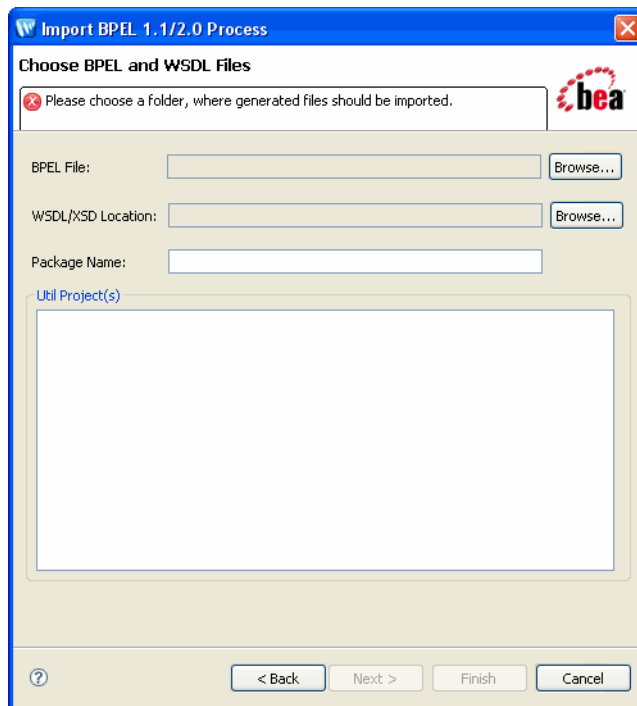 Import BPEL 1.1/2.0 Process
Choose BPEL and WSDL Files
Please choose a folder, where generated files should be imported.
bea
BPEL File:
Browse...
WSDL/XSD Location:
Browse...
Package Name:
Util Project(s)
?
< Back
Next >
Finish
Cancel